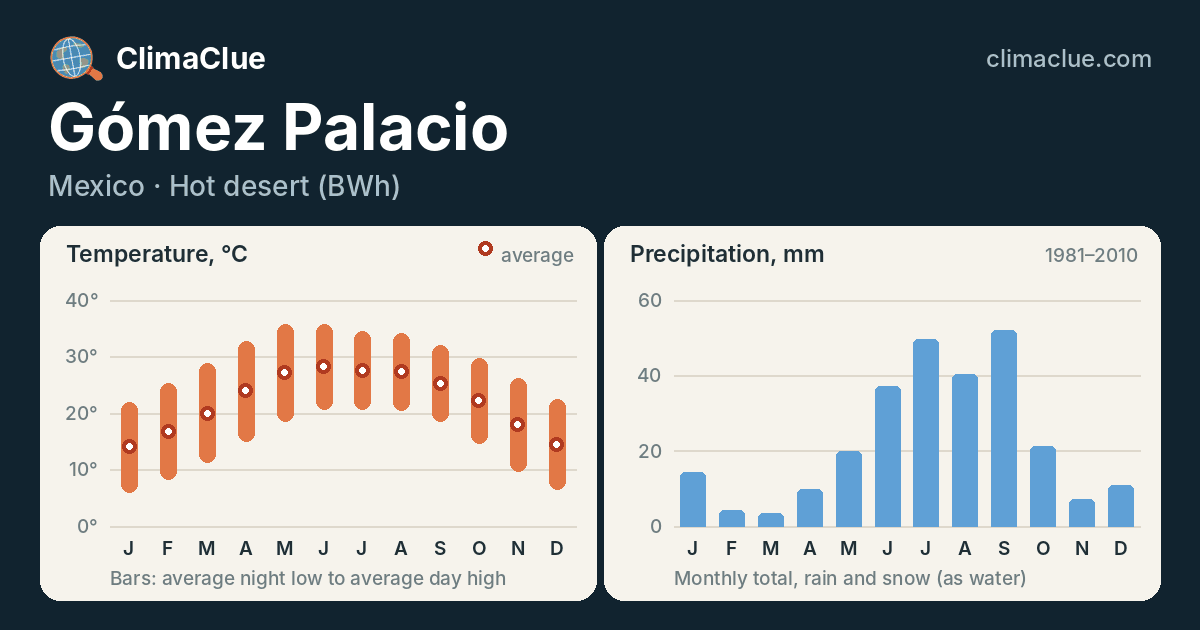 ClimaClue
climaclue.com
Gómez Palacio
Mexico · Hot desert (BWh)
Temperature, °C
average
40°
30°
20°
10°
0°
J F M A M J J A S O N D
Bars: average night low to average day high
Precipitation, mm
1981–2010
60
40
20
0
J F M A M J J A S O N D
Monthly total, rain and snow (as water)